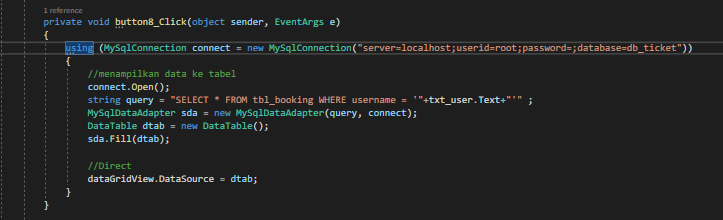 1 reference
private void button8_Click(object sender, EventArgs e)
{
using (MySqlConnection connect = new MySqlConnection("server=localhost;userid=root;password=;database=db_ticket"))
{
//menampilkan data ke tabel
connect.Open();
string query = "SELECT * FROM tbl_booking WHERE username = '"+txt_user.Text+"'" ;
MySqlDataAdapter sda = new MySqlDataAdapter(query, connect);
DataTable dtab = new DataTable();
sda.Fill(dtab);
//Direct
dataGridView.DataSource = dtab;
}
}